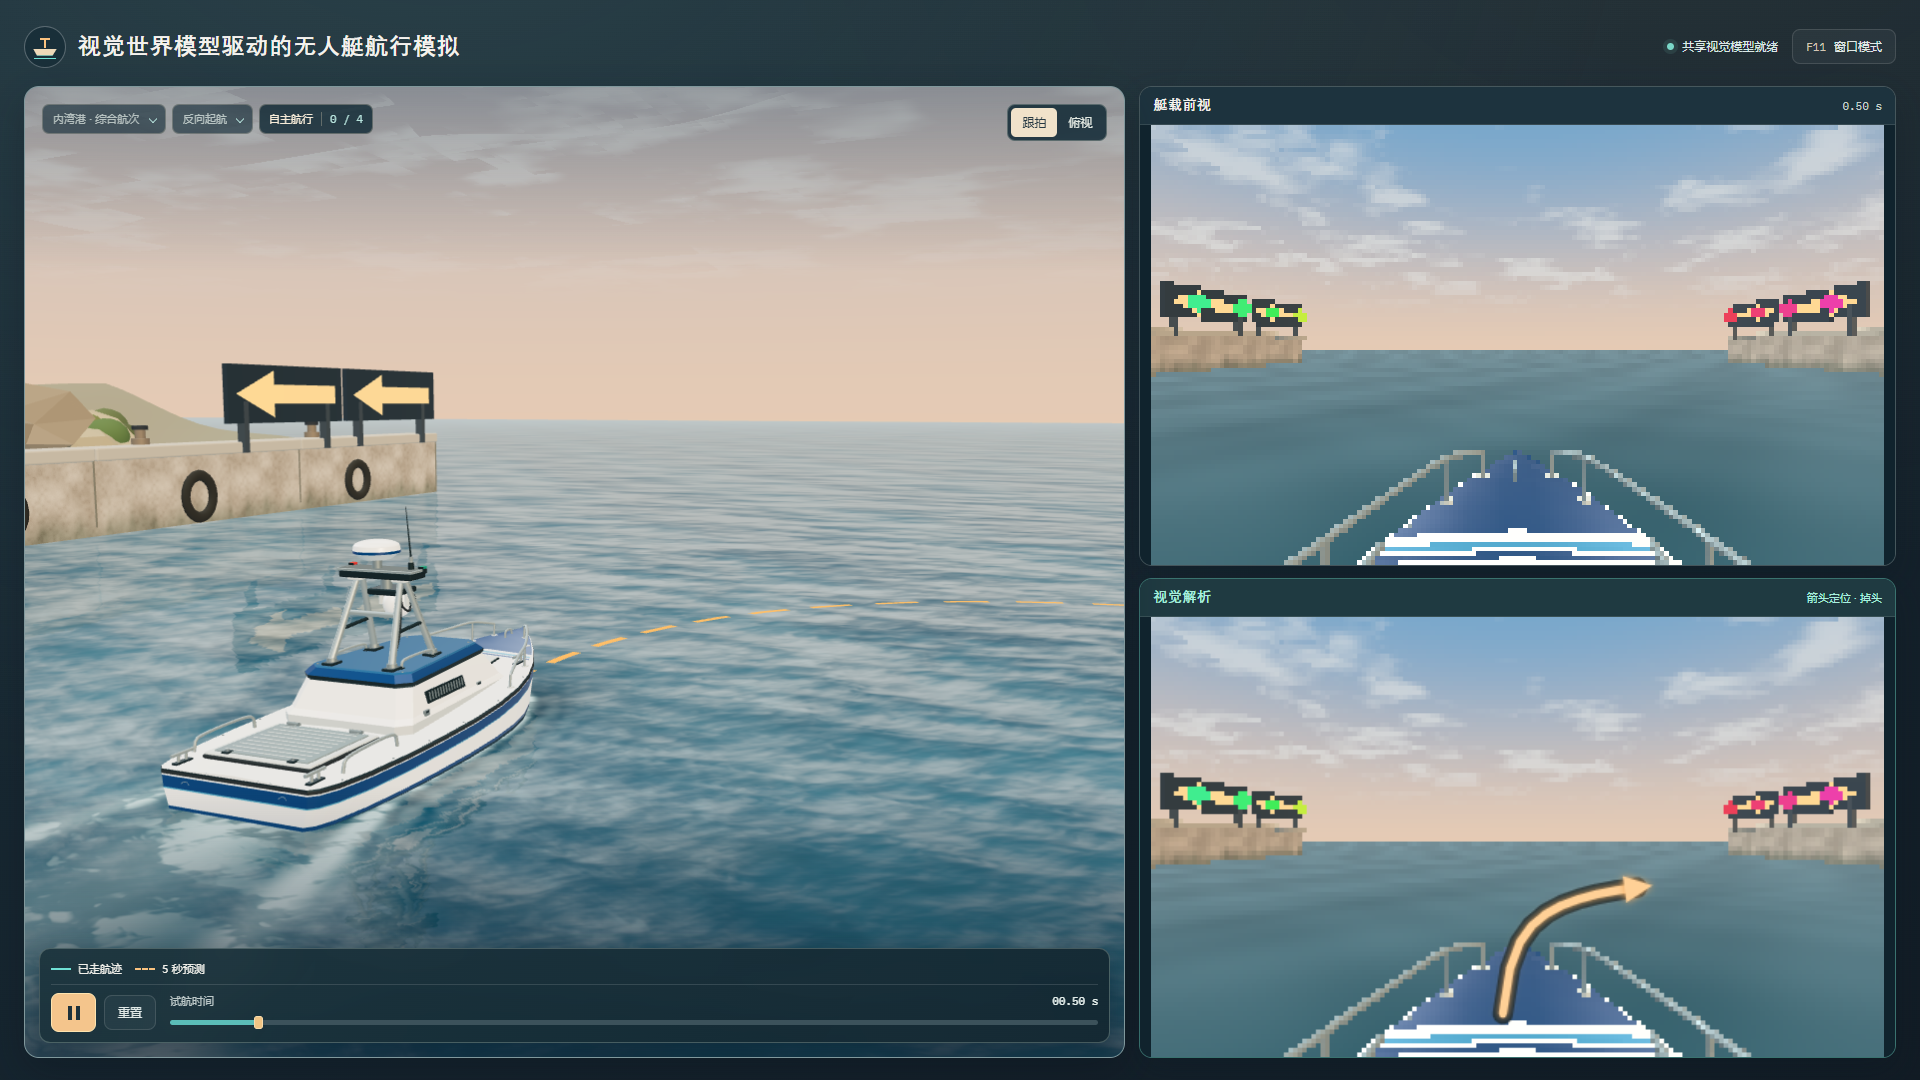 视觉世界模型驱动的无人艇航行模拟
共享视觉模型就绪
F11 窗口模式
内湾港 · 综合航次
反向起航
自主航行 0 / 4
跟拍
俯视
艇载前视
0.50 s
视觉解析
箭头定位 · 掉头
已走航迹
5 秒预测
重置
试航时间
00.50 s